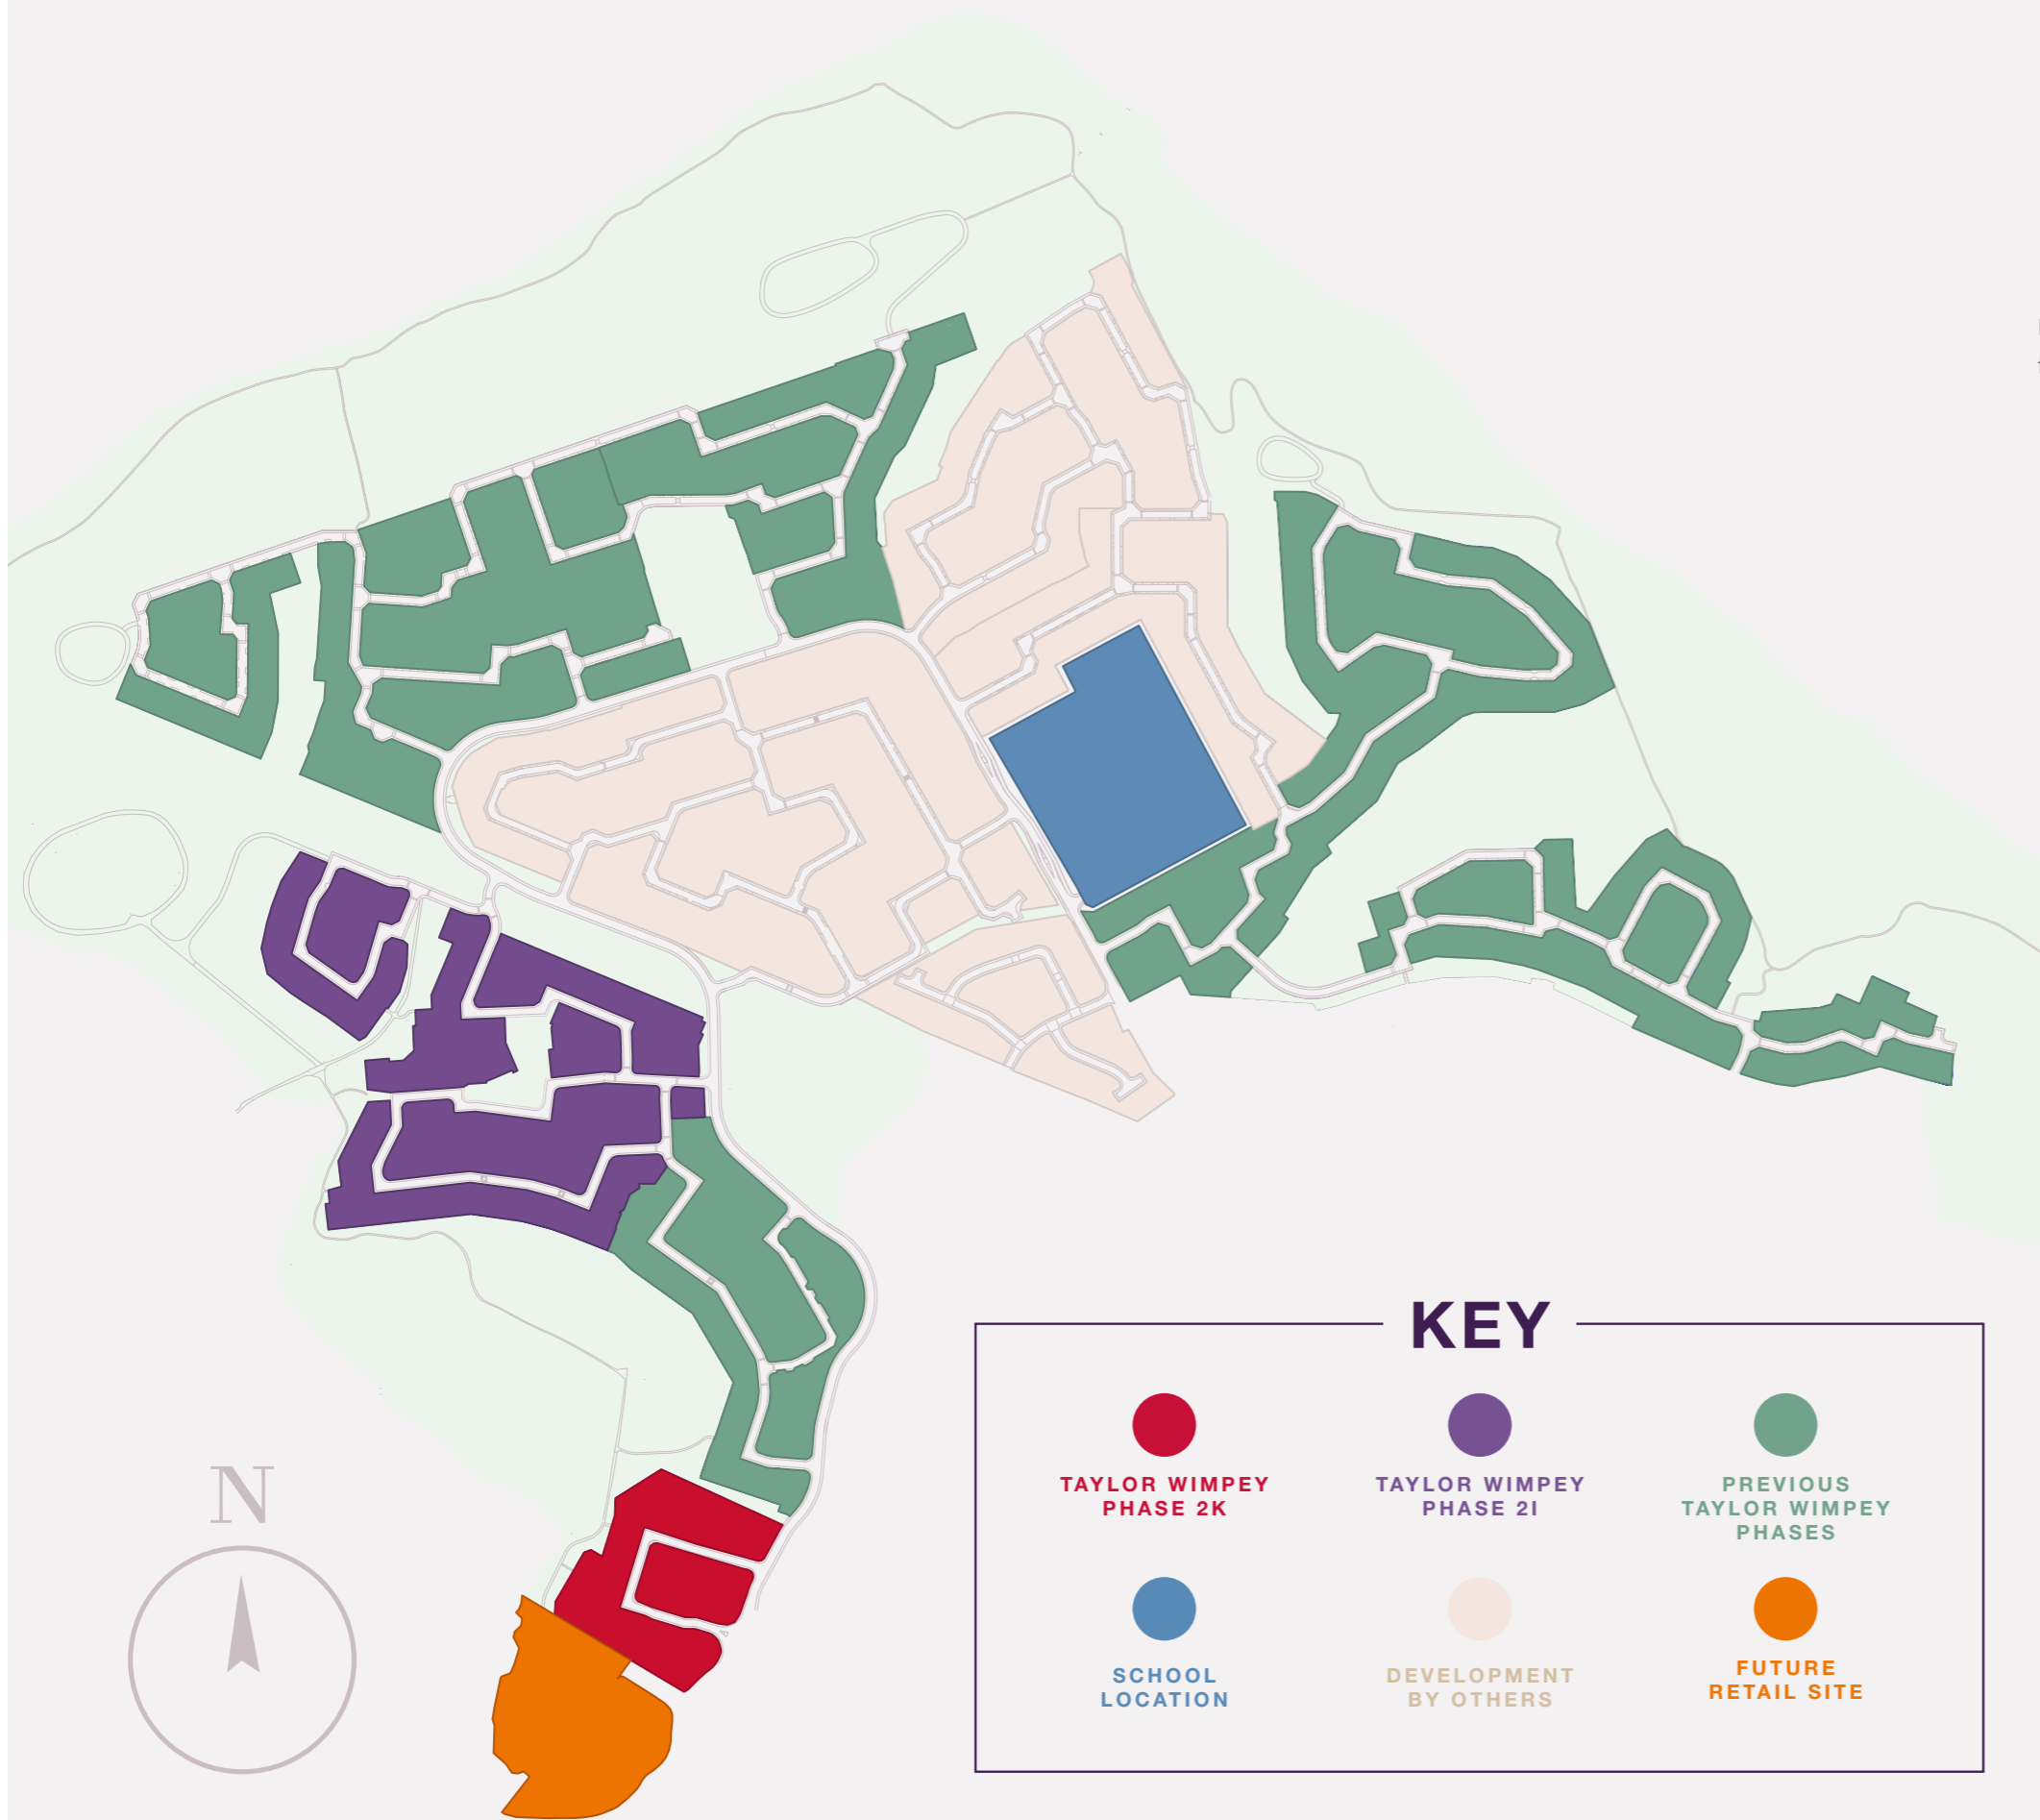 N
KEY
TAYLOR WIMPEY
PHASE 2K
TAYLOR WIMPEY
PHASE 2I
PREVIOUS
TAYLOR WIMPEY
PHASES
SCHOOL
LOCATION
DEVELOPMENT
BY OTHERS
FUTURE
RETAIL SITE